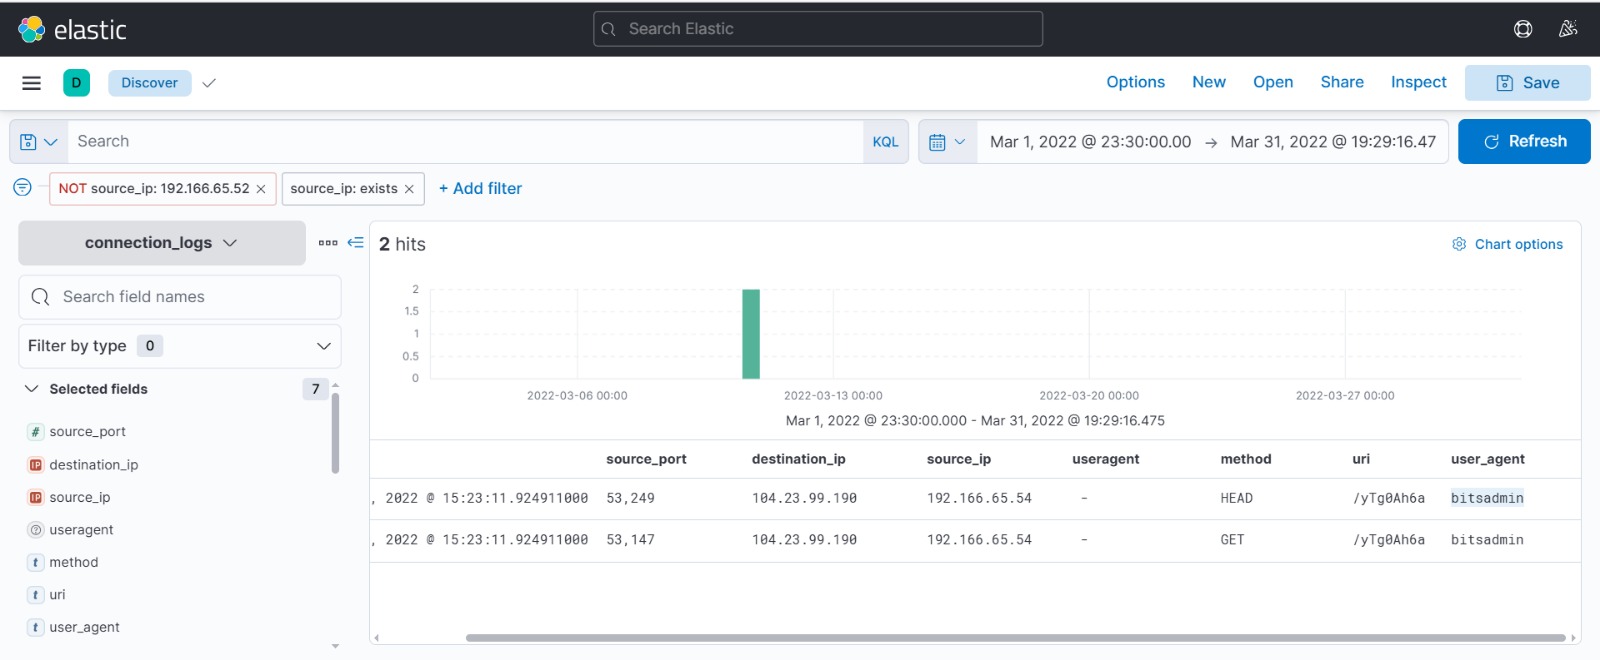 elastic
Search Elastic
D Discover Options New Open Share Inspect Save
Search KQL Mar 1, 2022 @ 23:30:00.00 → Mar 31, 2022 @ 19:29:16.47 Refresh
NOT source_ip: 192.166.65.52 × source_ip: exists × + Add filter
connection_logs
2 hits
Chart options
Search field names
Filter by type 0
Selected fields 7
# source_port
IP destination_ip
IP source_ip
? useragent
t method
t uri
t user_agent
2
1.5
1
0.5
0
2022-03-06 00:00 2022-03-13 00:00 2022-03-20 00:00 2022-03-27 00:00
Mar 1, 2022 @ 23:30:00.000 - Mar 31, 2022 @ 19:29:16.475
source_port destination_ip source_ip useragent method uri user_agent
, 2022 @ 15:23:11.924911000 53,249 104.23.99.190 192.166.65.54 - HEAD /yTg0Ah6a bitsadmin
, 2022 @ 15:23:11.924911000 53,147 104.23.99.190 192.166.65.54 - GET /yTg0Ah6a bitsadmin